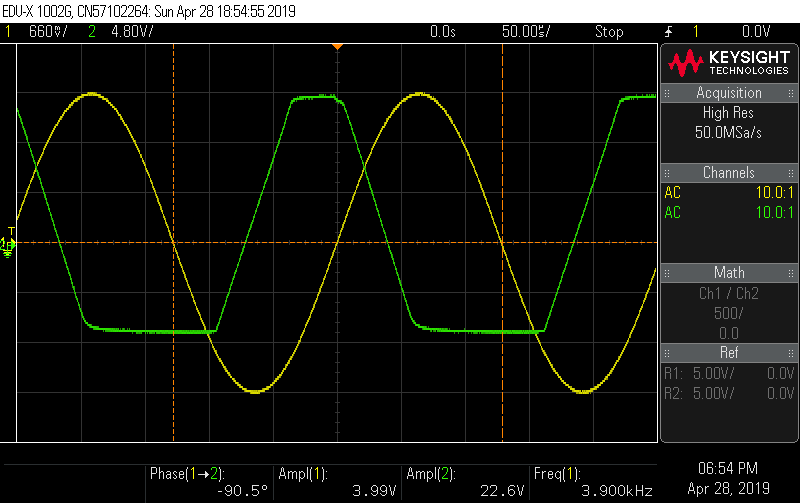 EDU-X 1002G, CN57102264: Sun Apr 28 18:54:55 2019
1 660mV/ 2 4.80V/ 0.0s 50.00us/ Stop 1 0.0V
KEYSIGHT
TECHNOLOGIES
Acquisition
High Res
50.0MSa/s
Channels
AC 10.0:1
AC 10.0:1
T
Math
Ch1 / Ch2
500/
0.0
Ref
R1: 5.00V/ 0.0V
R2: 5.00V/ 0.0V
Phase(1→2): Ampl(1): Ampl(2): Freq(1):
-90.5° 3.99V 22.6V 3.900kHz
06:54 PM
Apr 28, 2019